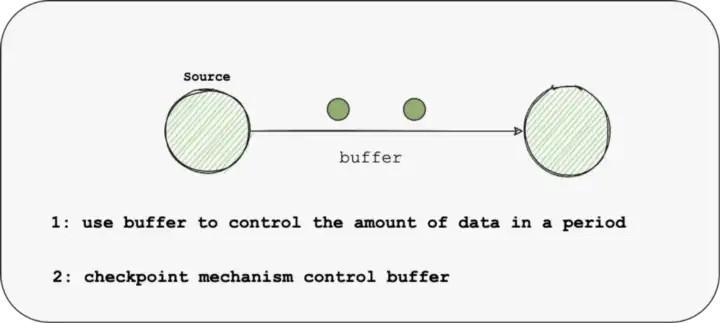 Source
buffer
1: use buffer to control the amount of data in a period
2: checkpoint mechanism control buffer